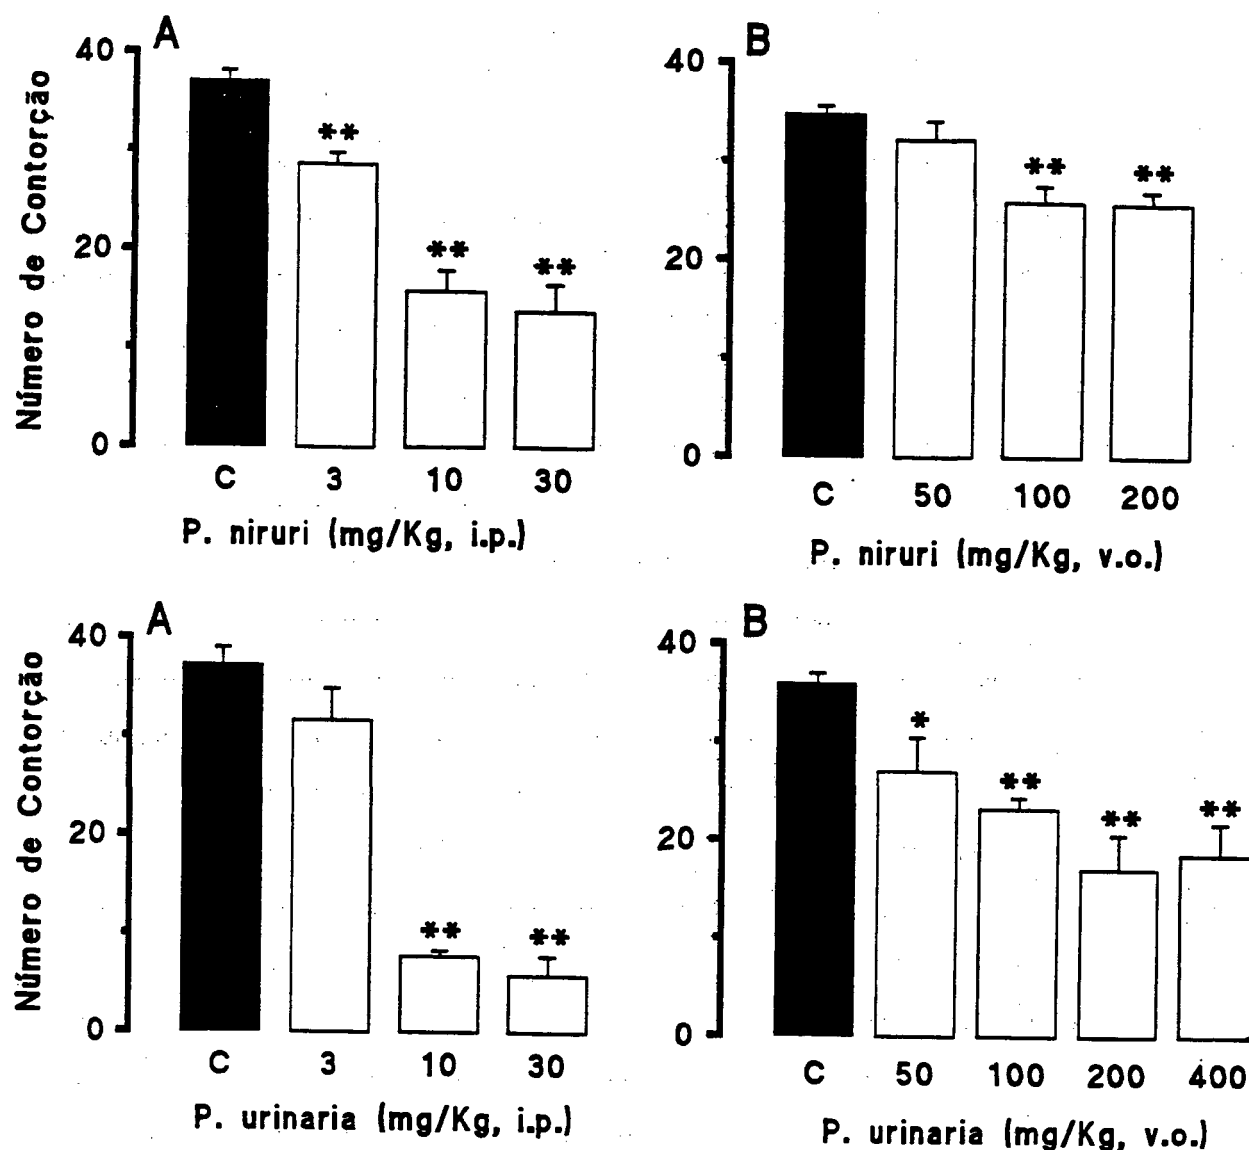 A
Número de Contorção
40
20
0
**
**
**
C 3 10 30
P. niruri (mg/Kg, i.p.)
B
40
20
0
**
**
C 50 100 200
P. niruri (mg/Kg, v.o.)
A
Número de Contorção
40
20
0
**
**
C 3 10 30
P. urinaria (mg/Kg, i.p.)
B
40
20
0
*
**
**
**
C 50 100 200 400
P. urinaria (mg/Kg, v.o.)